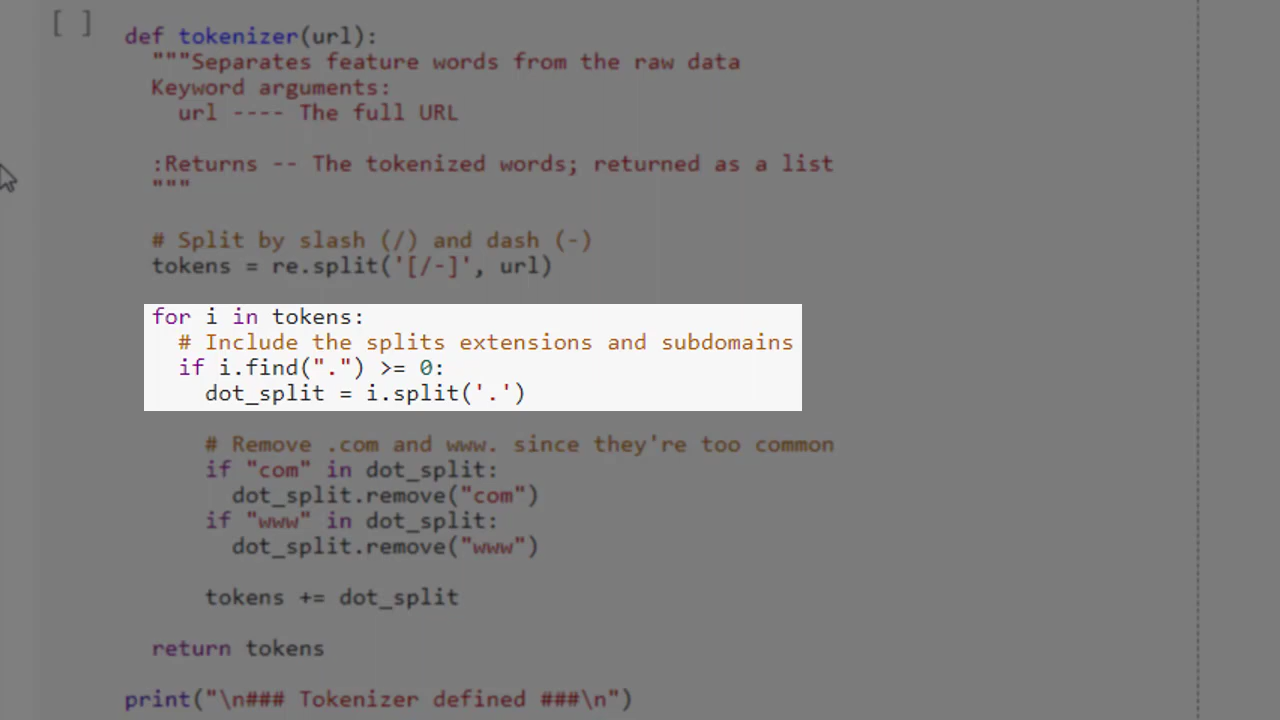 [ ]
def tokenizer(url):
"""Separates feature words from the raw data
Keyword arguments:
url ---- The full URL
:Returns -- The tokenized words; returned as a list
"""
# Split by slash (/) and dash (-)
tokens = re.split('[/-]', url)
for i in tokens:
# Include the splits extensions and subdomains
if i.find(".") >= 0:
dot_split = i.split('.')
# Remove .com and www. since they're too common
if "com" in dot_split:
dot_split.remove("com")
if "www" in dot_split:
dot_split.remove("www")
tokens += dot_split
return tokens
print("\n### Tokenizer defined ###\n")